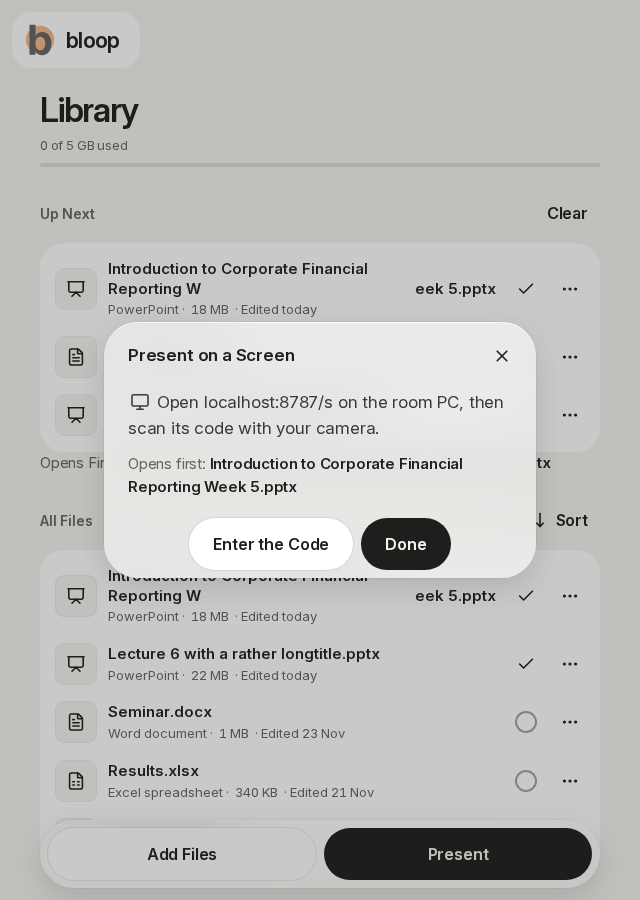 bloop
Library
0 of 5 GB used
Up Next
Clear
Introduction to Corporate Financial
Reporting W
eek 5.pptx
PowerPoint · 18 MB · Edited today
Present on a Screen
Open localhost:8787/s on the room PC, then
scan its code with your camera.
Opens first: Introduction to Corporate Financial
Reporting Week 5.pptx
Enter the Code
Done
Opens Fir
tx
All Files
Sort
Introduction to Corporate Financial
Reporting W
eek 5.pptx
PowerPoint · 18 MB · Edited today
Lecture 6 with a rather longtitle.pptx
PowerPoint · 22 MB · Edited today
Seminar.docx
Word document · 1 MB · Edited 23 Nov
Results.xlsx
Excel spreadsheet · 340 KB · Edited 21 Nov
Add Files
Present